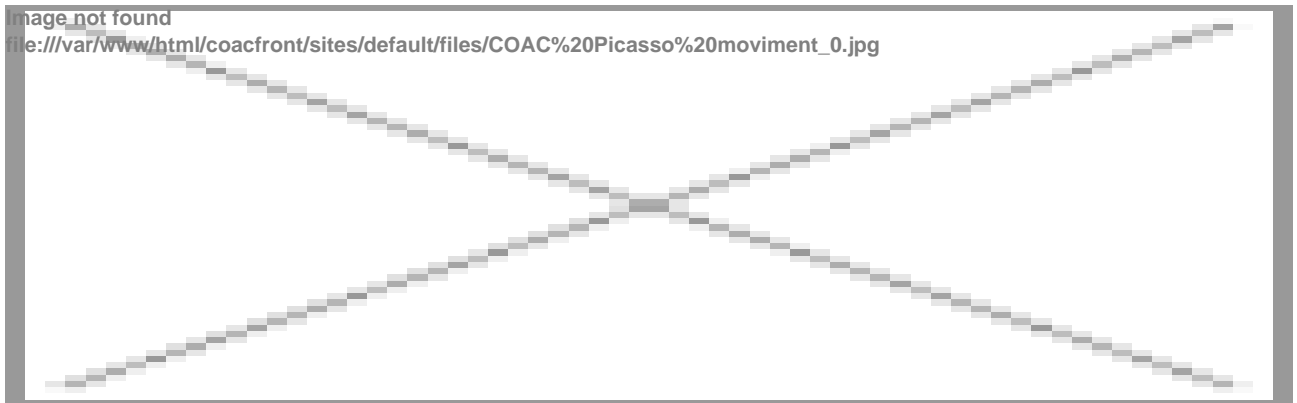 Image not found
file:///var/www/html/coacfront/sites/default/files/COAC%20Picasso%20moviment_0.jpg